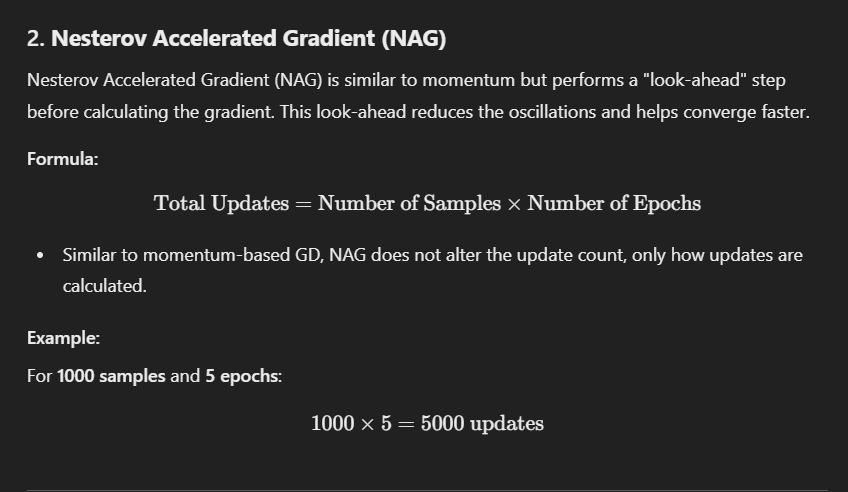 2. Nesterov Accelerated Gradient (NAG)
Nesterov Accelerated Gradient (NAG) is similar to momentum but performs a "look-ahead" step
before calculating the gradient. This look-ahead reduces the oscillations and helps converge faster.
Formula:
Total Updates = Number of Samples × Number of Epochs
• Similar to momentum-based GD, NAG does not alter the update count, only how updates are
calculated.
Example:
For 1000 samples and 5 epochs:
1000 × 5 = 5000 updates